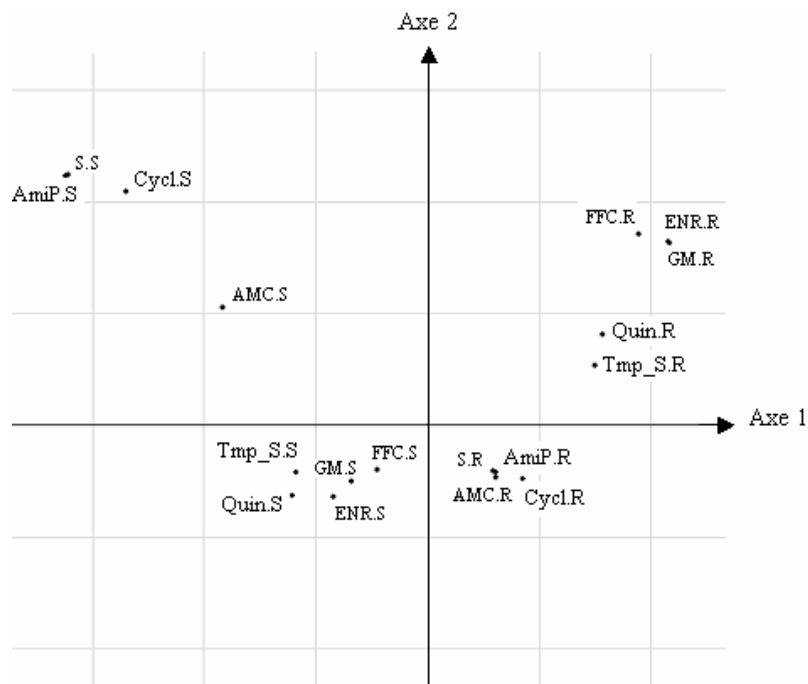 Axe 2
S.S
AmiP.S
Cycl.S
FFC.R
ENR.R
GM.R
AMC.S
Quin.R
Tmp_S.R
Axe 1
Tmp_S.S
GM.S
FFC.S
S.R
AmiP.R
Quin.S
ENR.S
AMC.R
Cycl.R